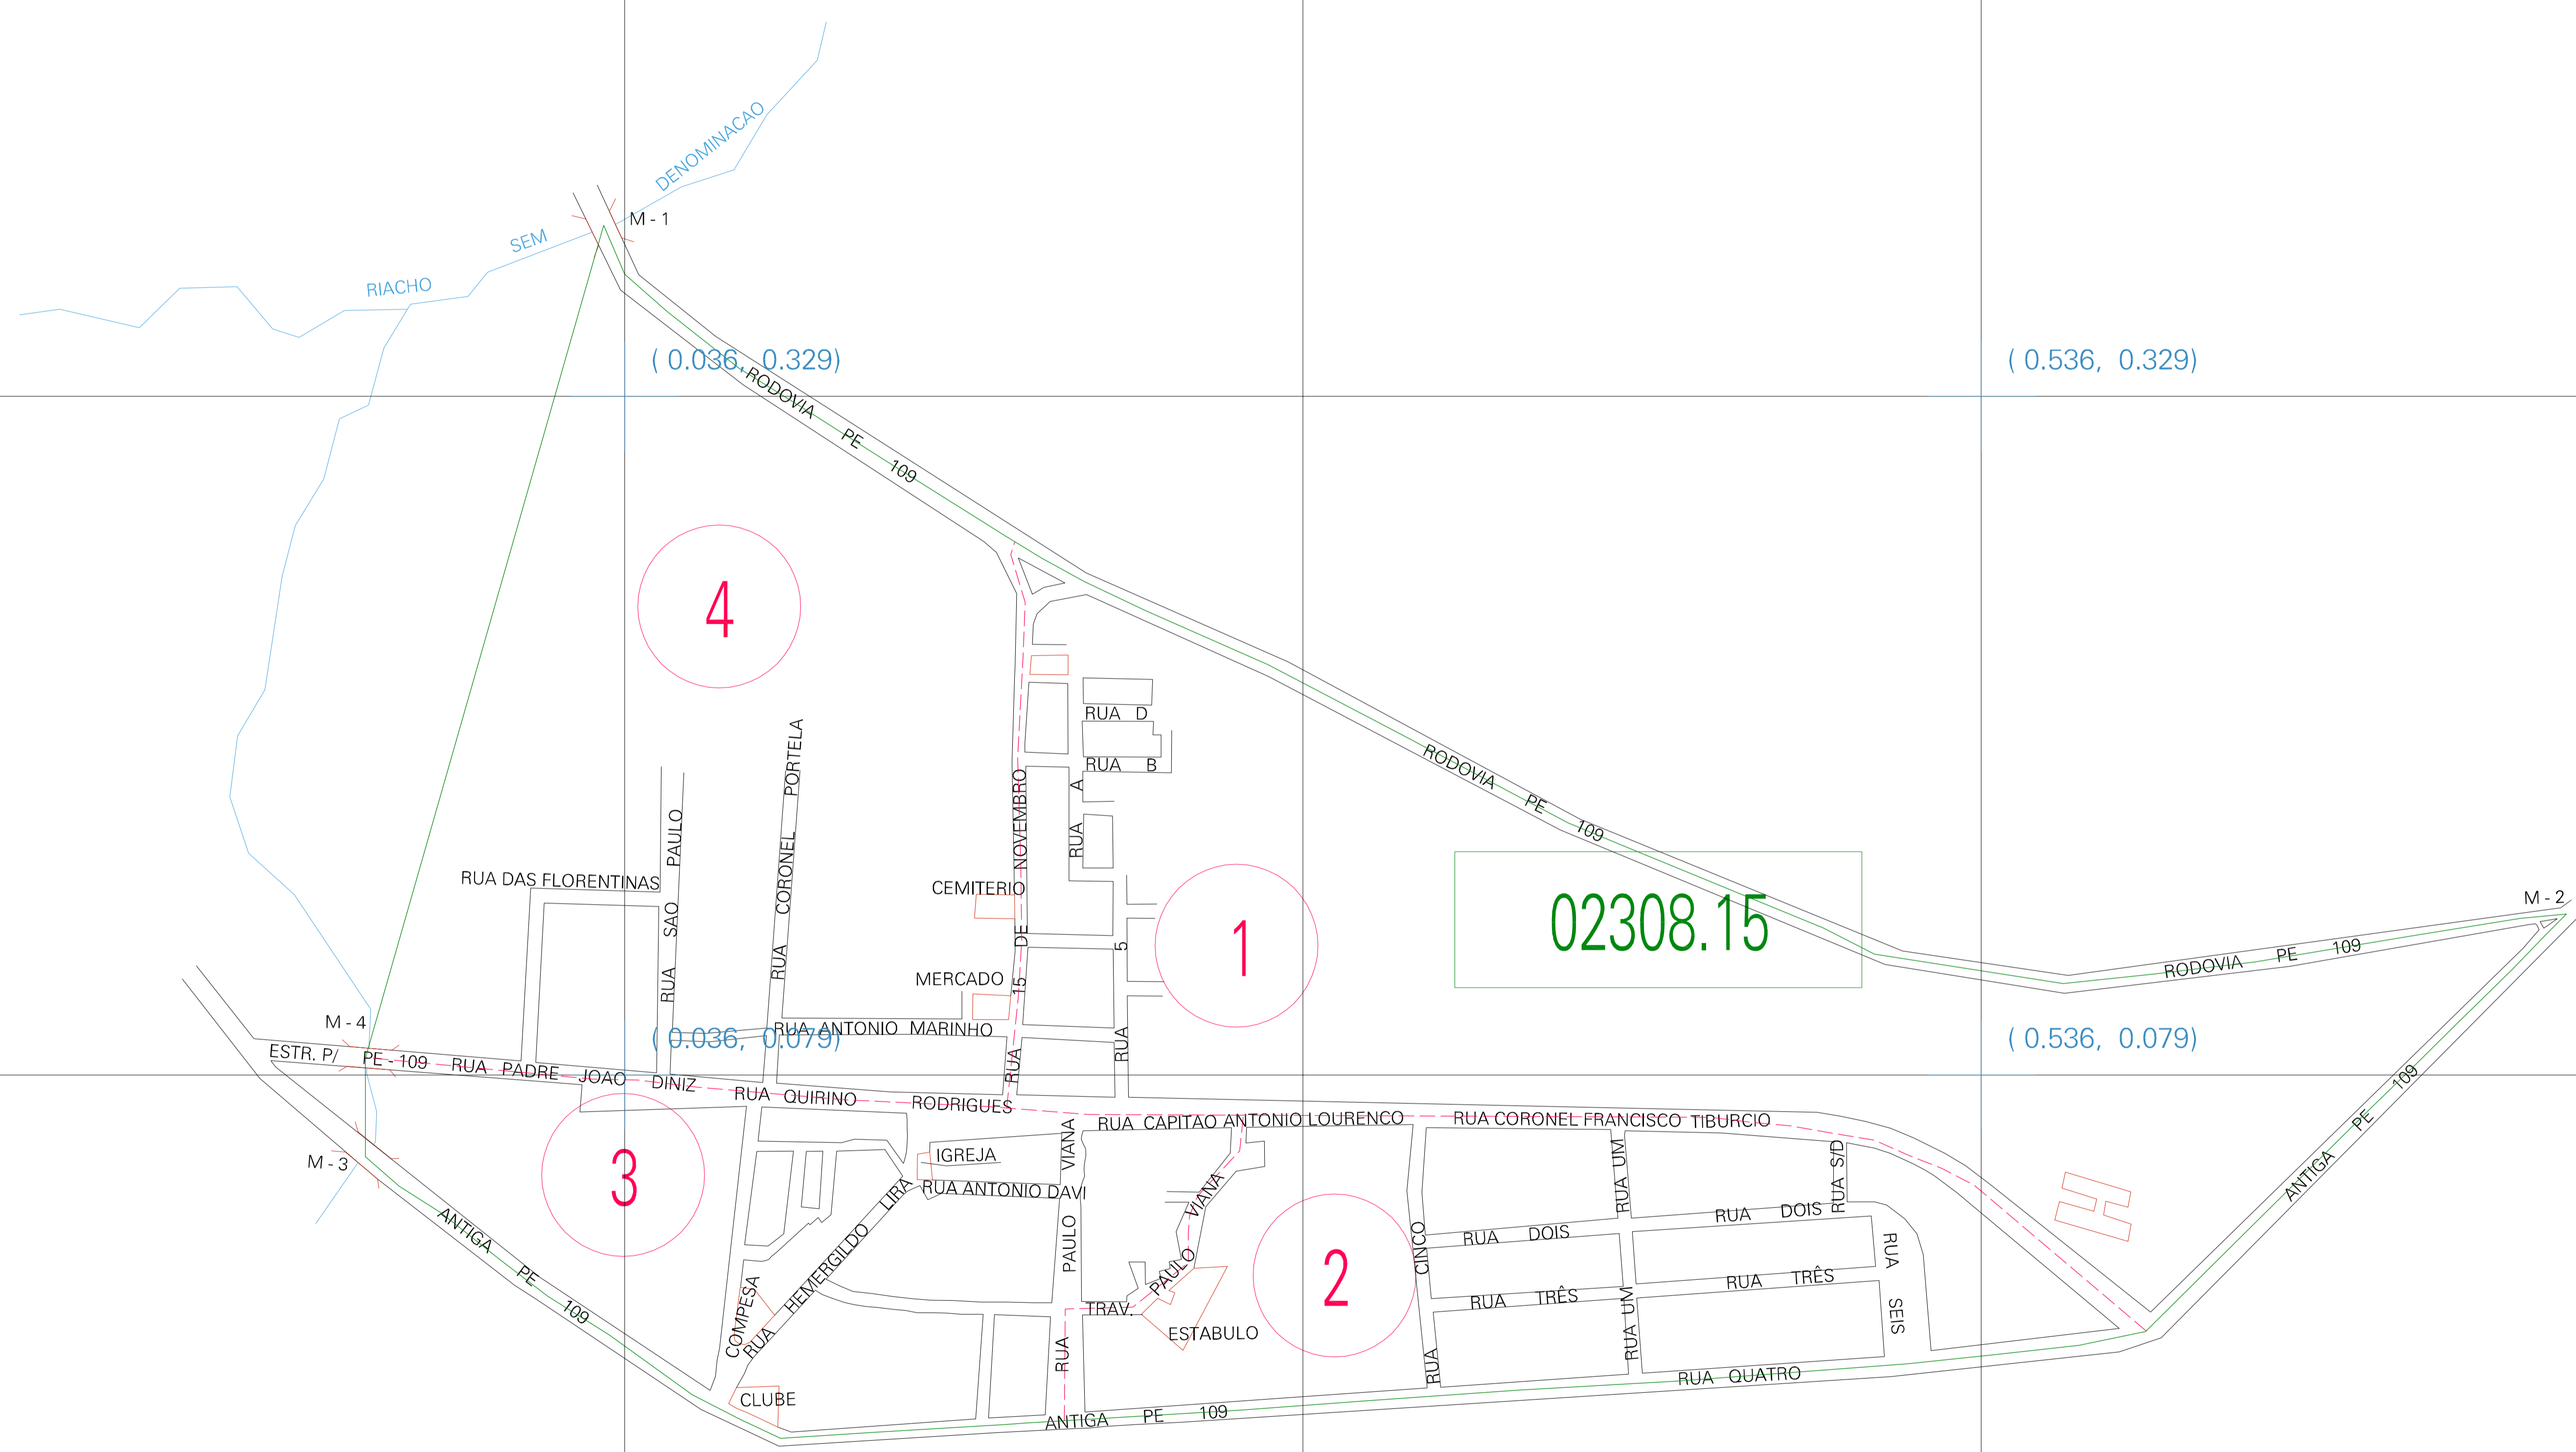 DENOMINACAO
M - 1
SEM
RIACHO
( 0.036, 0.329)
( 0.536, 0.329)
RODOVIA PE 109
4
RUA D
RUA B
RUA A
RUA CORONEL PORTELA
RUA SAO PAULO
RUA 15 DE NOVEMBRO
RODOVIA PE 109
RUA DAS FLORENTINAS
CEMITERIO
1
02308.15
M - 2
RUA 5
RODOVIA PE 109
MERCADO
M - 4
RUA ANTONIO MARINHO
( 0.036, 0.079)
( 0.536, 0.079)
ESTR. P/ PE - 109
RUA PADRE JOAO DINIZ
RUA QUIRINO RODRIGUES
RUA CAPITAO ANTONIO LOURENCO
RUA CORONEL FRANCISCO TIBURCIO
ANTIGA PE 109
M - 3
3
IGREJA
RUA ANTONIO DAVI
RUA PAULO VIANA
TRAV. PAULO VIANA
RUA UM
RUA S/D
RUA DOIS
RUA DOIS
RUA CINCO
2
RUA HEMERGILDO LIRA
COMPESA
RUA TRÊS
RUA TRÊS
RUA UM
RUA SEIS
ESTABULO
ANTIGA PE 109
CLUBE
RUA QUATRO
ANTIGA PE 109